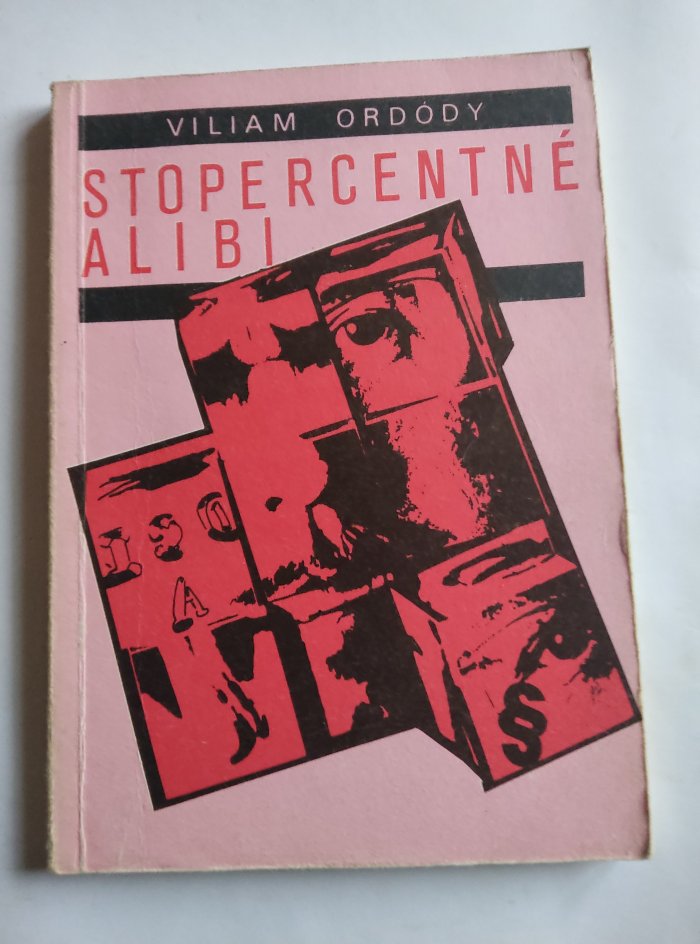 VILIAM ORDÓDY
STOPERCENTNÉ
ALIBI
A
§